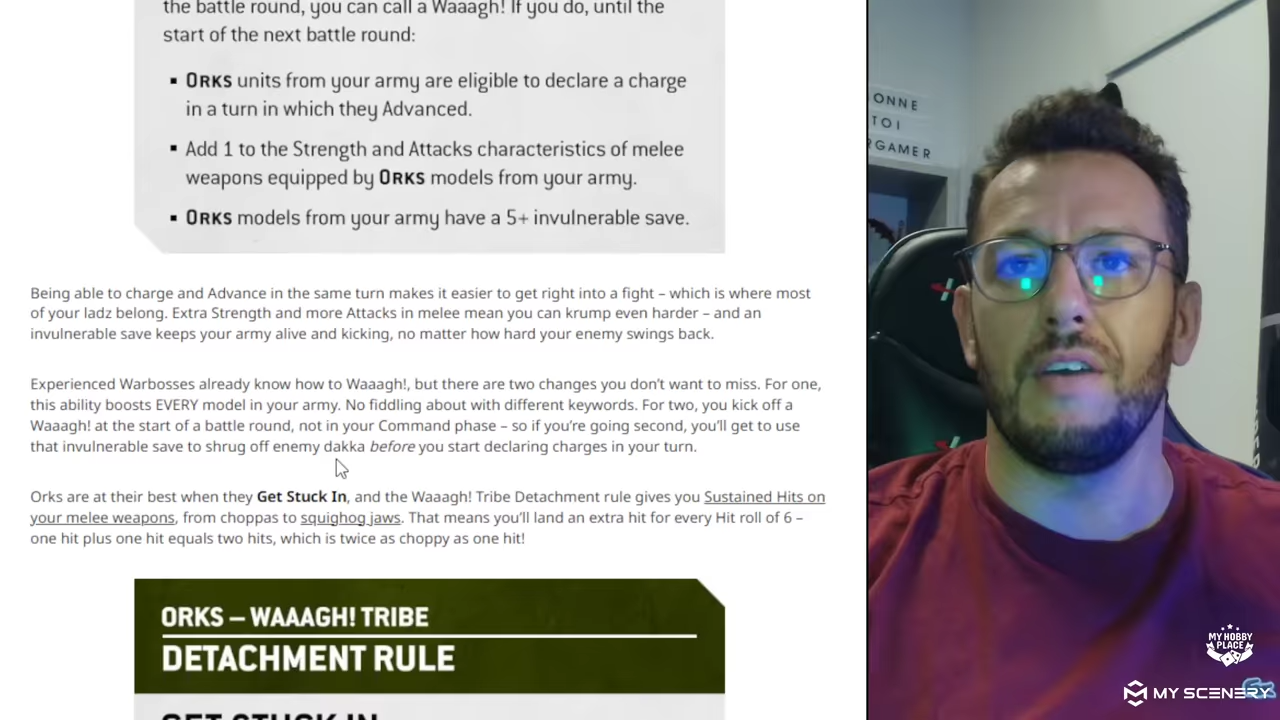 the battle round, you can call a Waaagh! If you do, until the
start of the next battle round:
▪ ORKS units from your army are eligible to declare a charge
in a turn in which they Advanced.
▪ Add 1 to the Strength and Attacks characteristics of melee
weapons equipped by ORKS models from your army.
▪ ORKS models from your army have a 5+ invulnerable save.
Being able to charge and Advance in the same turn makes it easier to get right into a fight – which is where most
of your ladz belong. Extra Strength and more Attacks in melee mean you can krump even harder – and an
invulnerable save keeps your army alive and kicking, no matter how hard your enemy swings back.
Experienced Warbosses already know how to Waaagh!, but there are two changes you don’t want to miss. For one,
this ability boosts EVERY model in your army. No fiddling about with different keywords. For two, you kick off a
Waaagh! at the start of a battle round, not in your Command phase – so if you’re going second, you’ll get to use
that invulnerable save to shrug off enemy dakka before you start declaring charges in your turn.
Orks are at their best when they Get Stuck In, and the Waaagh! Tribe Detachment rule gives you Sustained Hits on
your melee weapons, from choppas to squighog jaws. That means you’ll land an extra hit for every Hit roll of 6 –
one hit plus one hit equals two hits, which is twice as choppy as one hit!
ORKS – WAAAGH! TRIBE
DETACHMENT RULE
GET STUCK IN
ONNE
TOI
RGAMER
MY HOBBY
PLACE
MY SCENERY